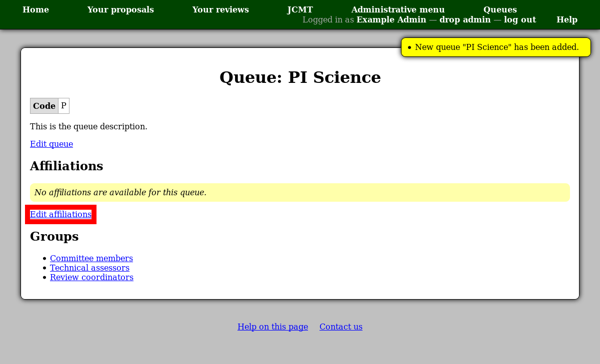 Home Your proposals Your reviews JCMT Administrative menu Queues
Logged in as Example Admin — drop admin — log out Help
• New queue "PI Science" has been added.
Queue: PI Science
Code P
This is the queue description.
Edit queue
Affiliations
No affiliations are available for this queue.
Edit affiliations
Groups
• Committee members
• Technical assessors
• Review coordinators
Help on this page Contact us